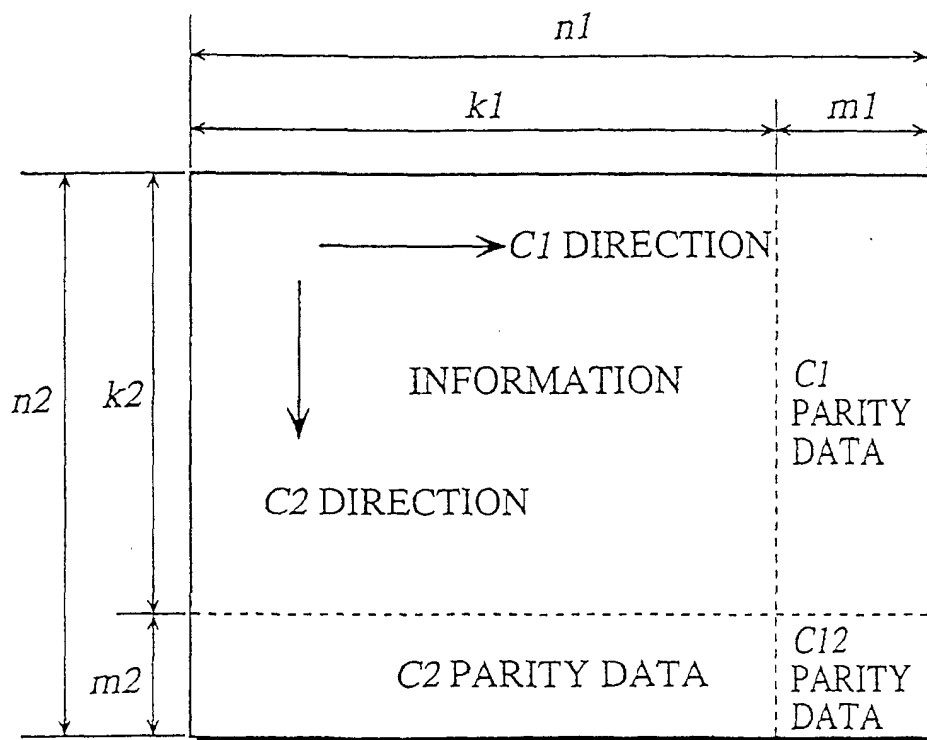 n1
k1
m1
C1 DIRECTION
n2
k2
INFORMATION
C1
PARITY
DATA
C2 DIRECTION
m2
C2 PARITY DATA
C12
PARITY
DATA